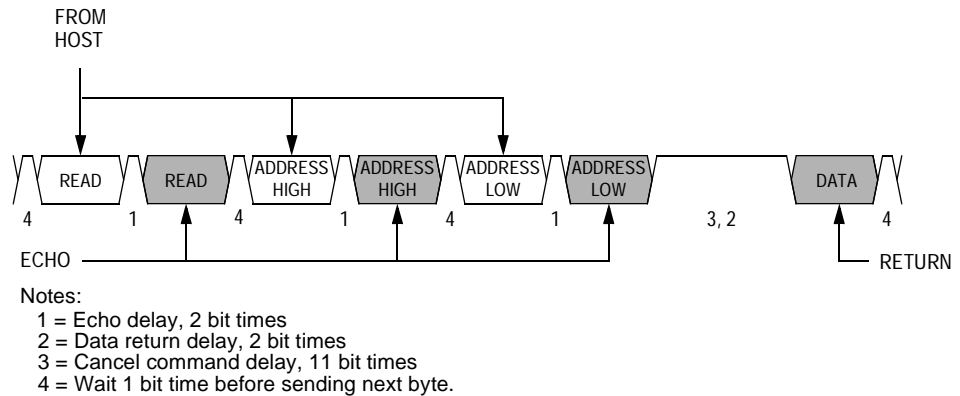 FROM
HOST
READ
READ
ADDRESS
HIGH
ADDRESS
HIGH
ADDRESS
LOW
ADDRESS
LOW
DATA
4
1
4
1
4
1
3, 2
4
ECHO
RETURN
Notes:
1 = Echo delay, 2 bit times
2 = Data return delay, 2 bit times
3 = Cancel command delay, 11 bit times
4 = Wait 1 bit time before sending next byte.